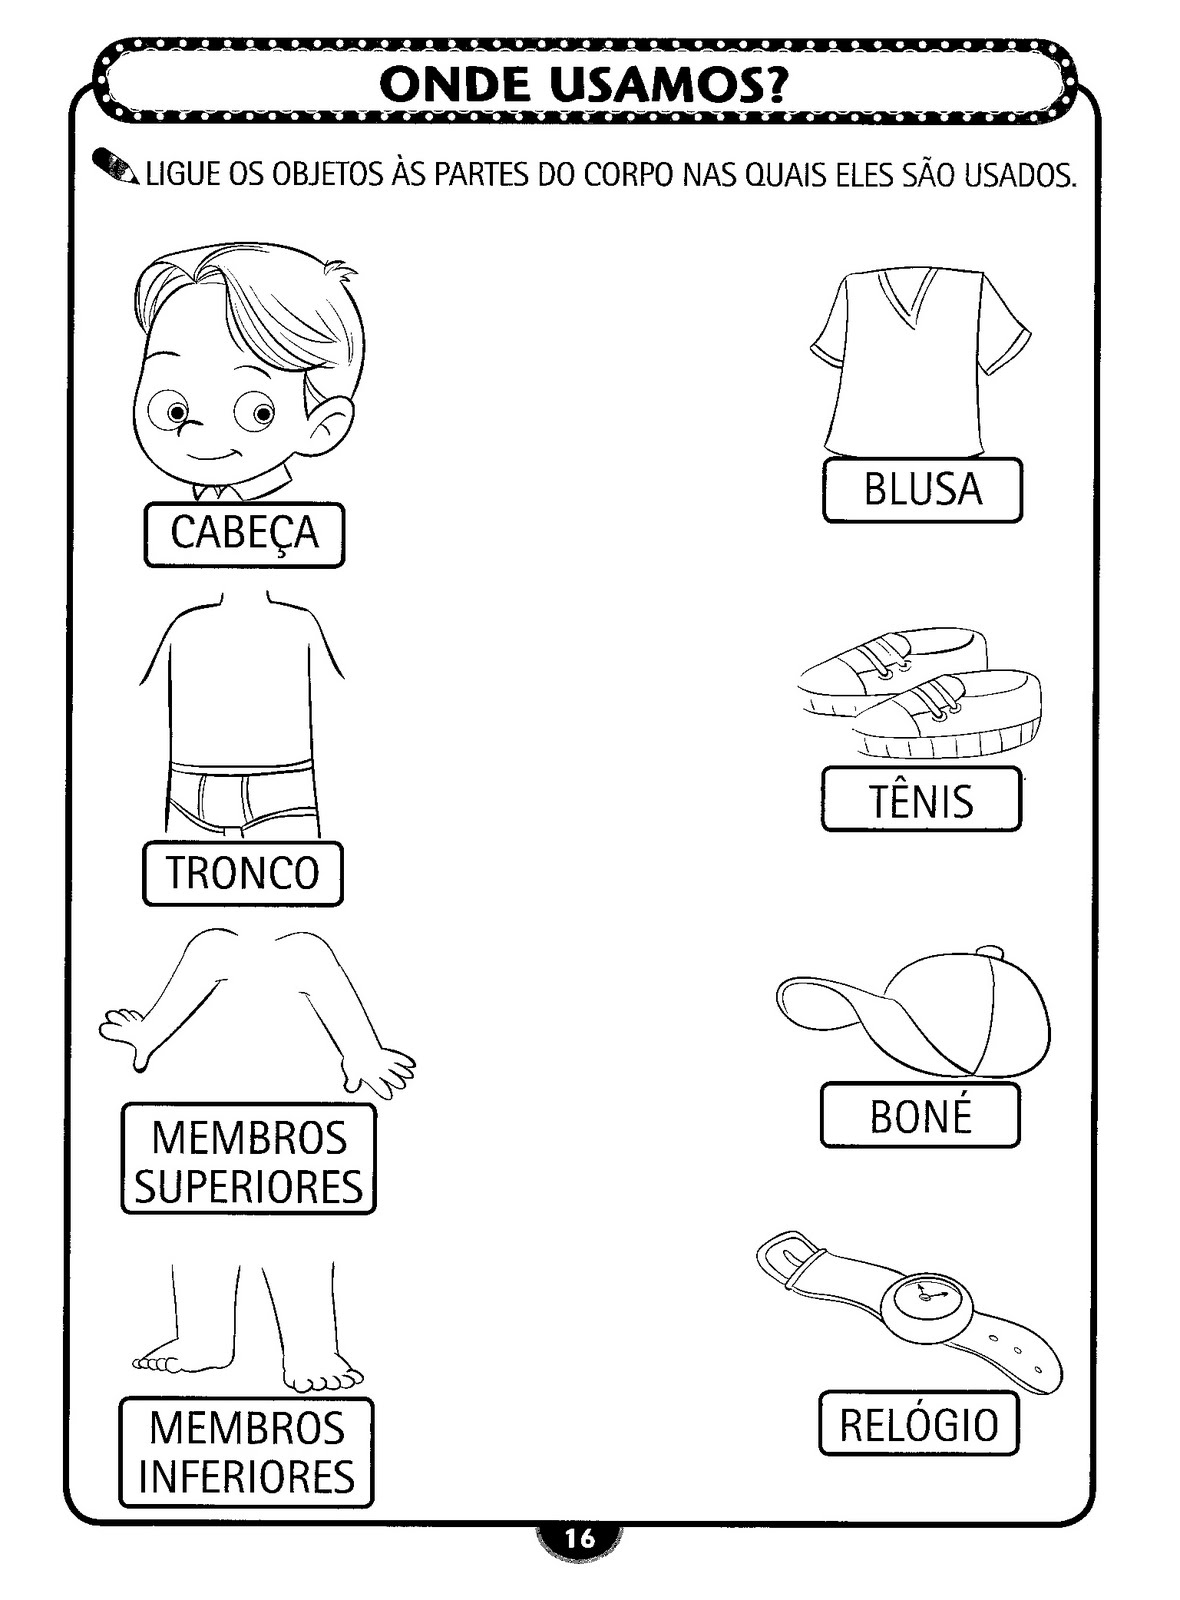 ONDE USAMOS?
LIGUE OS OBJETOS ÀS PARTES DO CORPO NAS QUAIS ELES SÃO USADOS.
CABEÇA
BLUSA
TRONCO
TÊNIS
MEMBROS
SUPERIORES
BONÉ
MEMBROS
INFERIORES
RELÓGIO
16